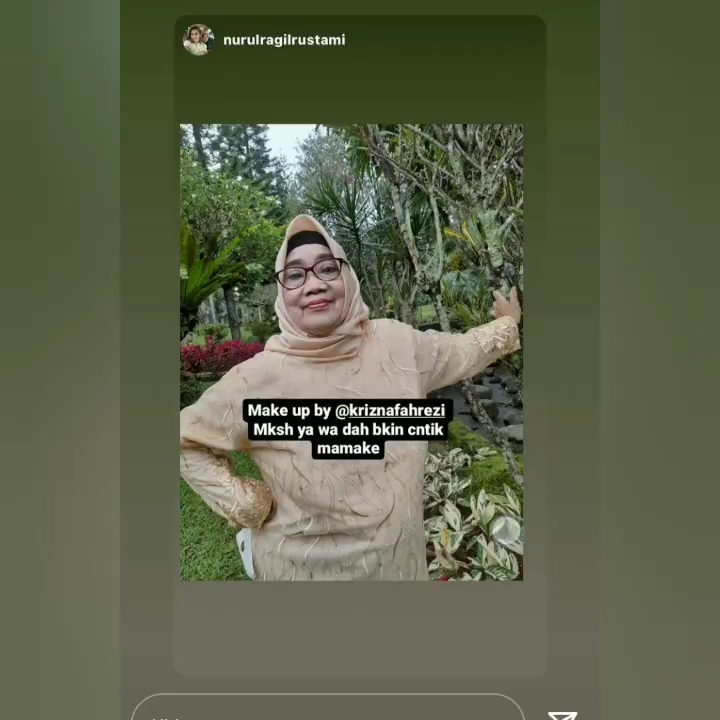 nurulragilrustami
Make up by @kriznafahrezi
Mksh ya wa dah bkin cntik
mamake